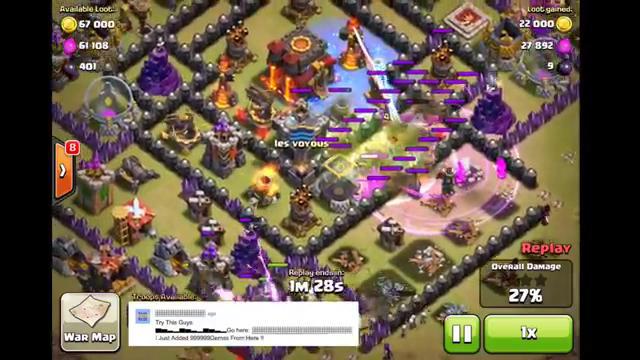 Available Loot:
67 000
61 108
401
Loot gained:
22 000
27 892
9
8
les voyous
Replay
Replay ends in:
1M 28s
Overall Damage
27%
Troops Available:
ago
Try This Guys
Go here:
I Just Added 999999Gemss From Here !!
War Map
1x